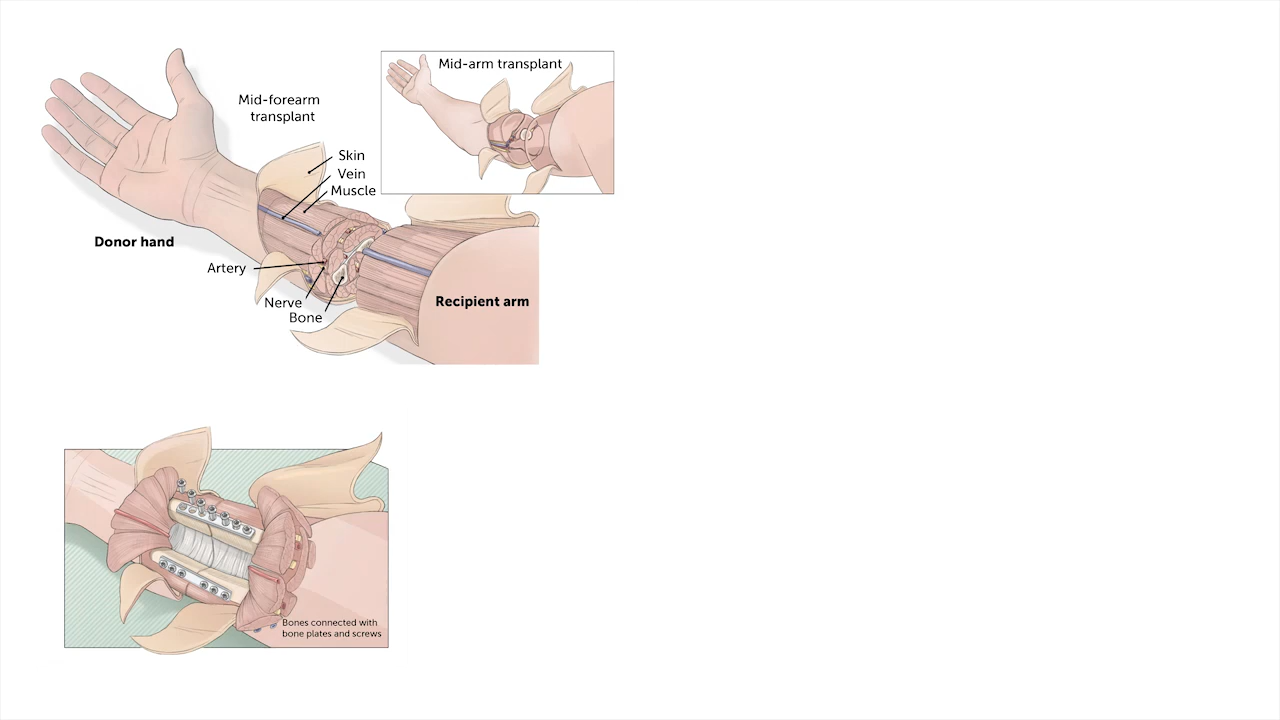 Mid-arm transplant
Mid-forearm
transplant
Skin
Vein
Muscle
Donor hand
Artery
Nerve
Bone
Recipient arm
Bones connected with
bone plates and screws